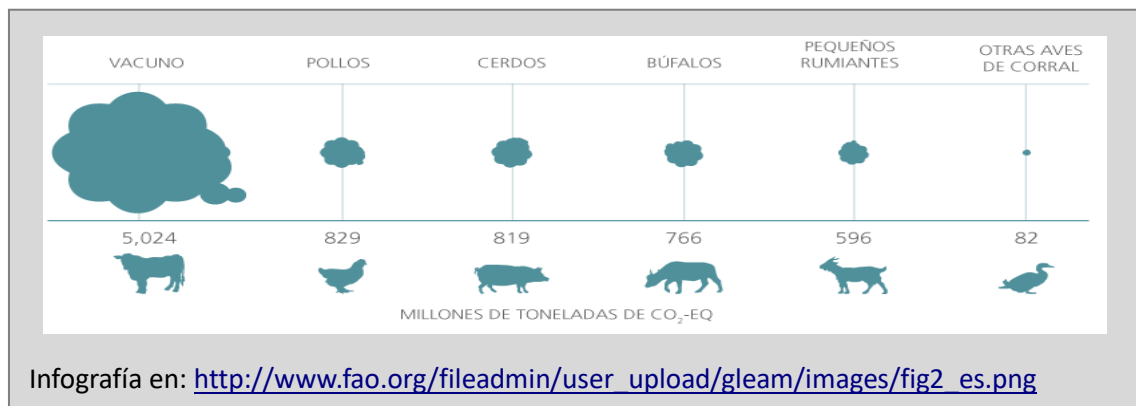 VACUNO POLLOS CERDOS BÚFALOS PEQUEÑOS RUMIANTES OTRAS AVES DE CORRAL
5,024 829 819 766 596 82
MILLONES DE TONELADAS DE CO₂-EQ
Infografía en: http://www.fao.org/fileadmin/user_upload/gleam/images/fig2_es.png